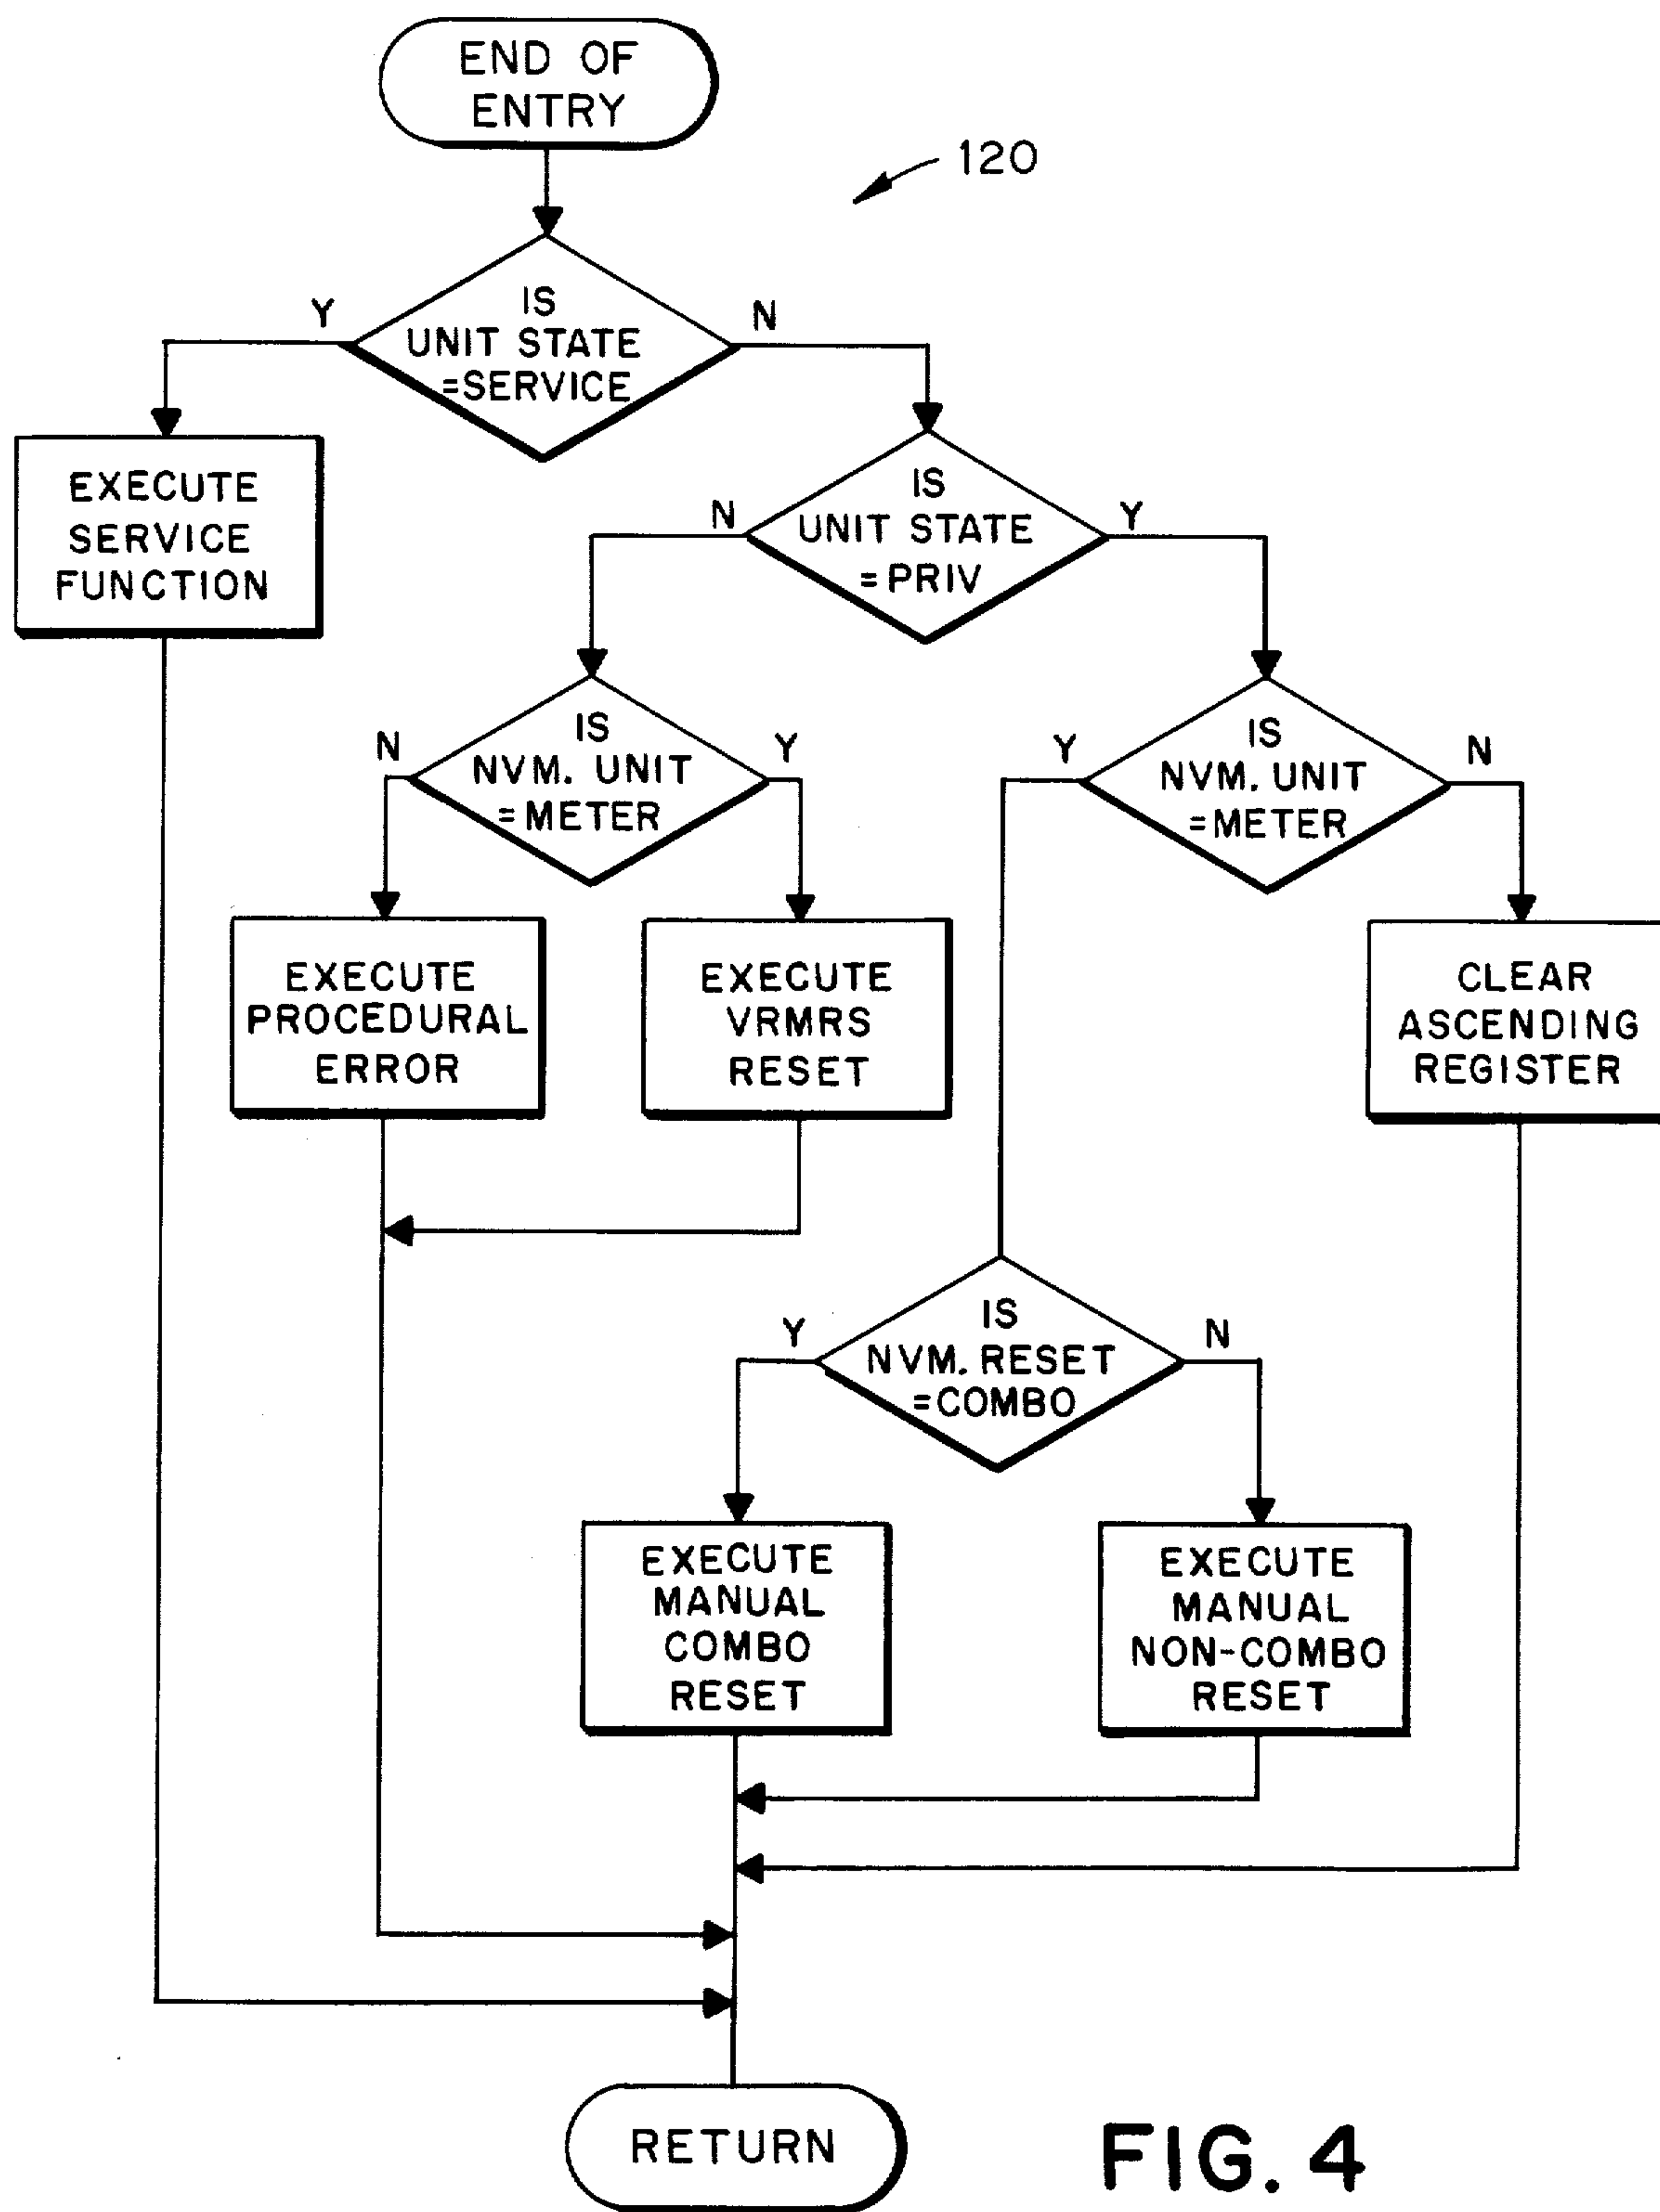 END OF
ENTRY
120
IS
UNIT STATE
=SERVICE
Y
N
EXECUTE
SERVICE
FUNCTION
IS
UNIT STATE
=PRIV
N
Y
IS
NVM. UNIT
=METER
N
Y
IS
NVM. UNIT
=METER
Y
N
EXECUTE
PROCEDURAL
ERROR
EXECUTE
VRMRS
RESET
CLEAR
ASCENDING
REGISTER
IS
NVM. RESET
=COMBO
Y
N
EXECUTE
MANUAL
COMBO
RESET
EXECUTE
MANUAL
NON-COMBO
RESET
RETURN
FIG. 4